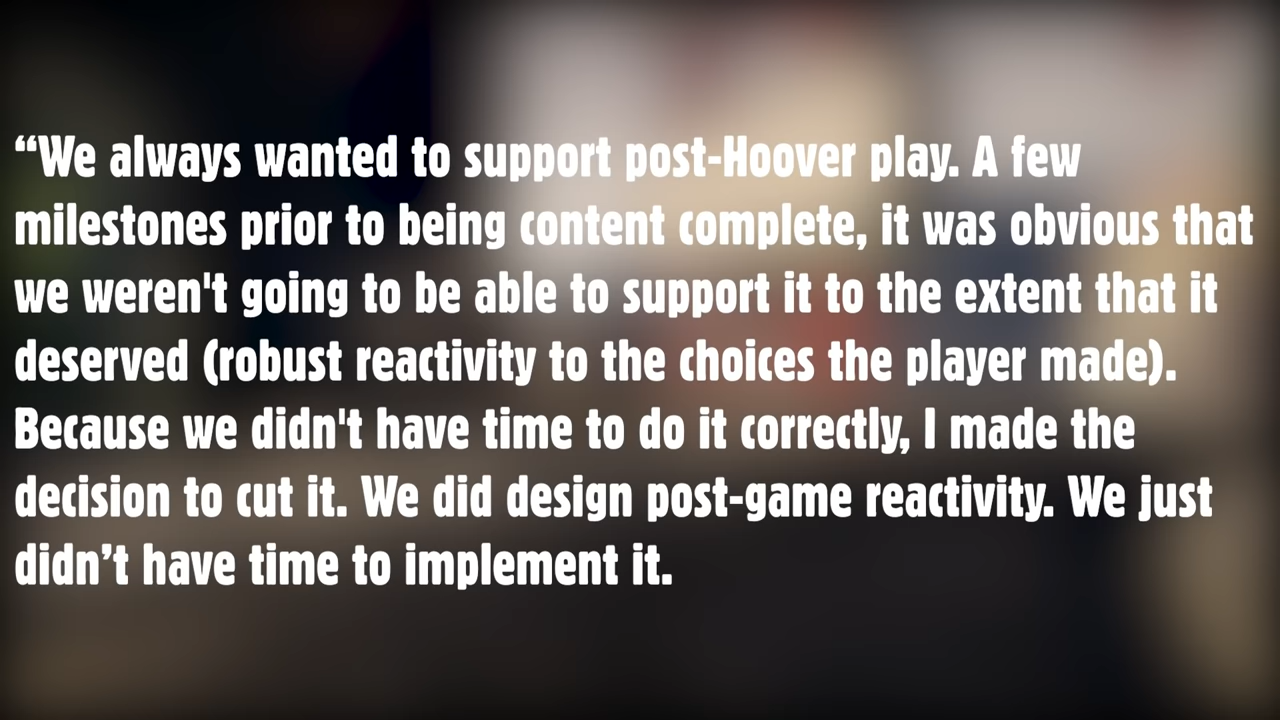 “We always wanted to support post-Hoover play. A few
milestones prior to being content complete, it was obvious that
we weren't going to be able to support it to the extent that it
deserved (robust reactivity to the choices the player made).
Because we didn't have time to do it correctly, I made the
decision to cut it. We did design post-game reactivity. We just
didn’t have time to implement it.